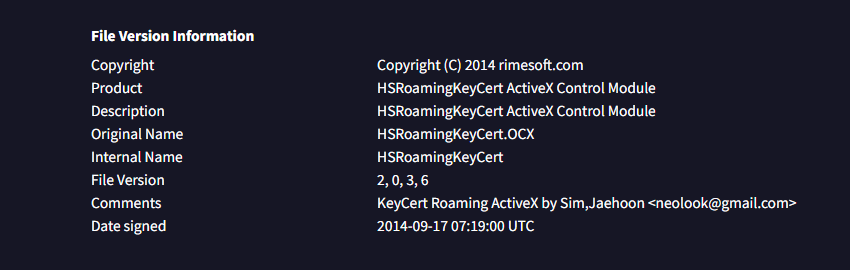 File Version Information
Copyright Copyright (C) 2014 rimesoft.com
Product HSRoamingKeyCert ActiveX Control Module
Description HSRoamingKeyCert ActiveX Control Module
Original Name HSRoamingKeyCert.OCX
Internal Name HSRoamingKeyCert
File Version 2, 0, 3, 6
Comments KeyCert Roaming ActiveX by Sim,Jaehoon <neolook@gmail.com>
Date signed 2014-09-17 07:19:00 UTC